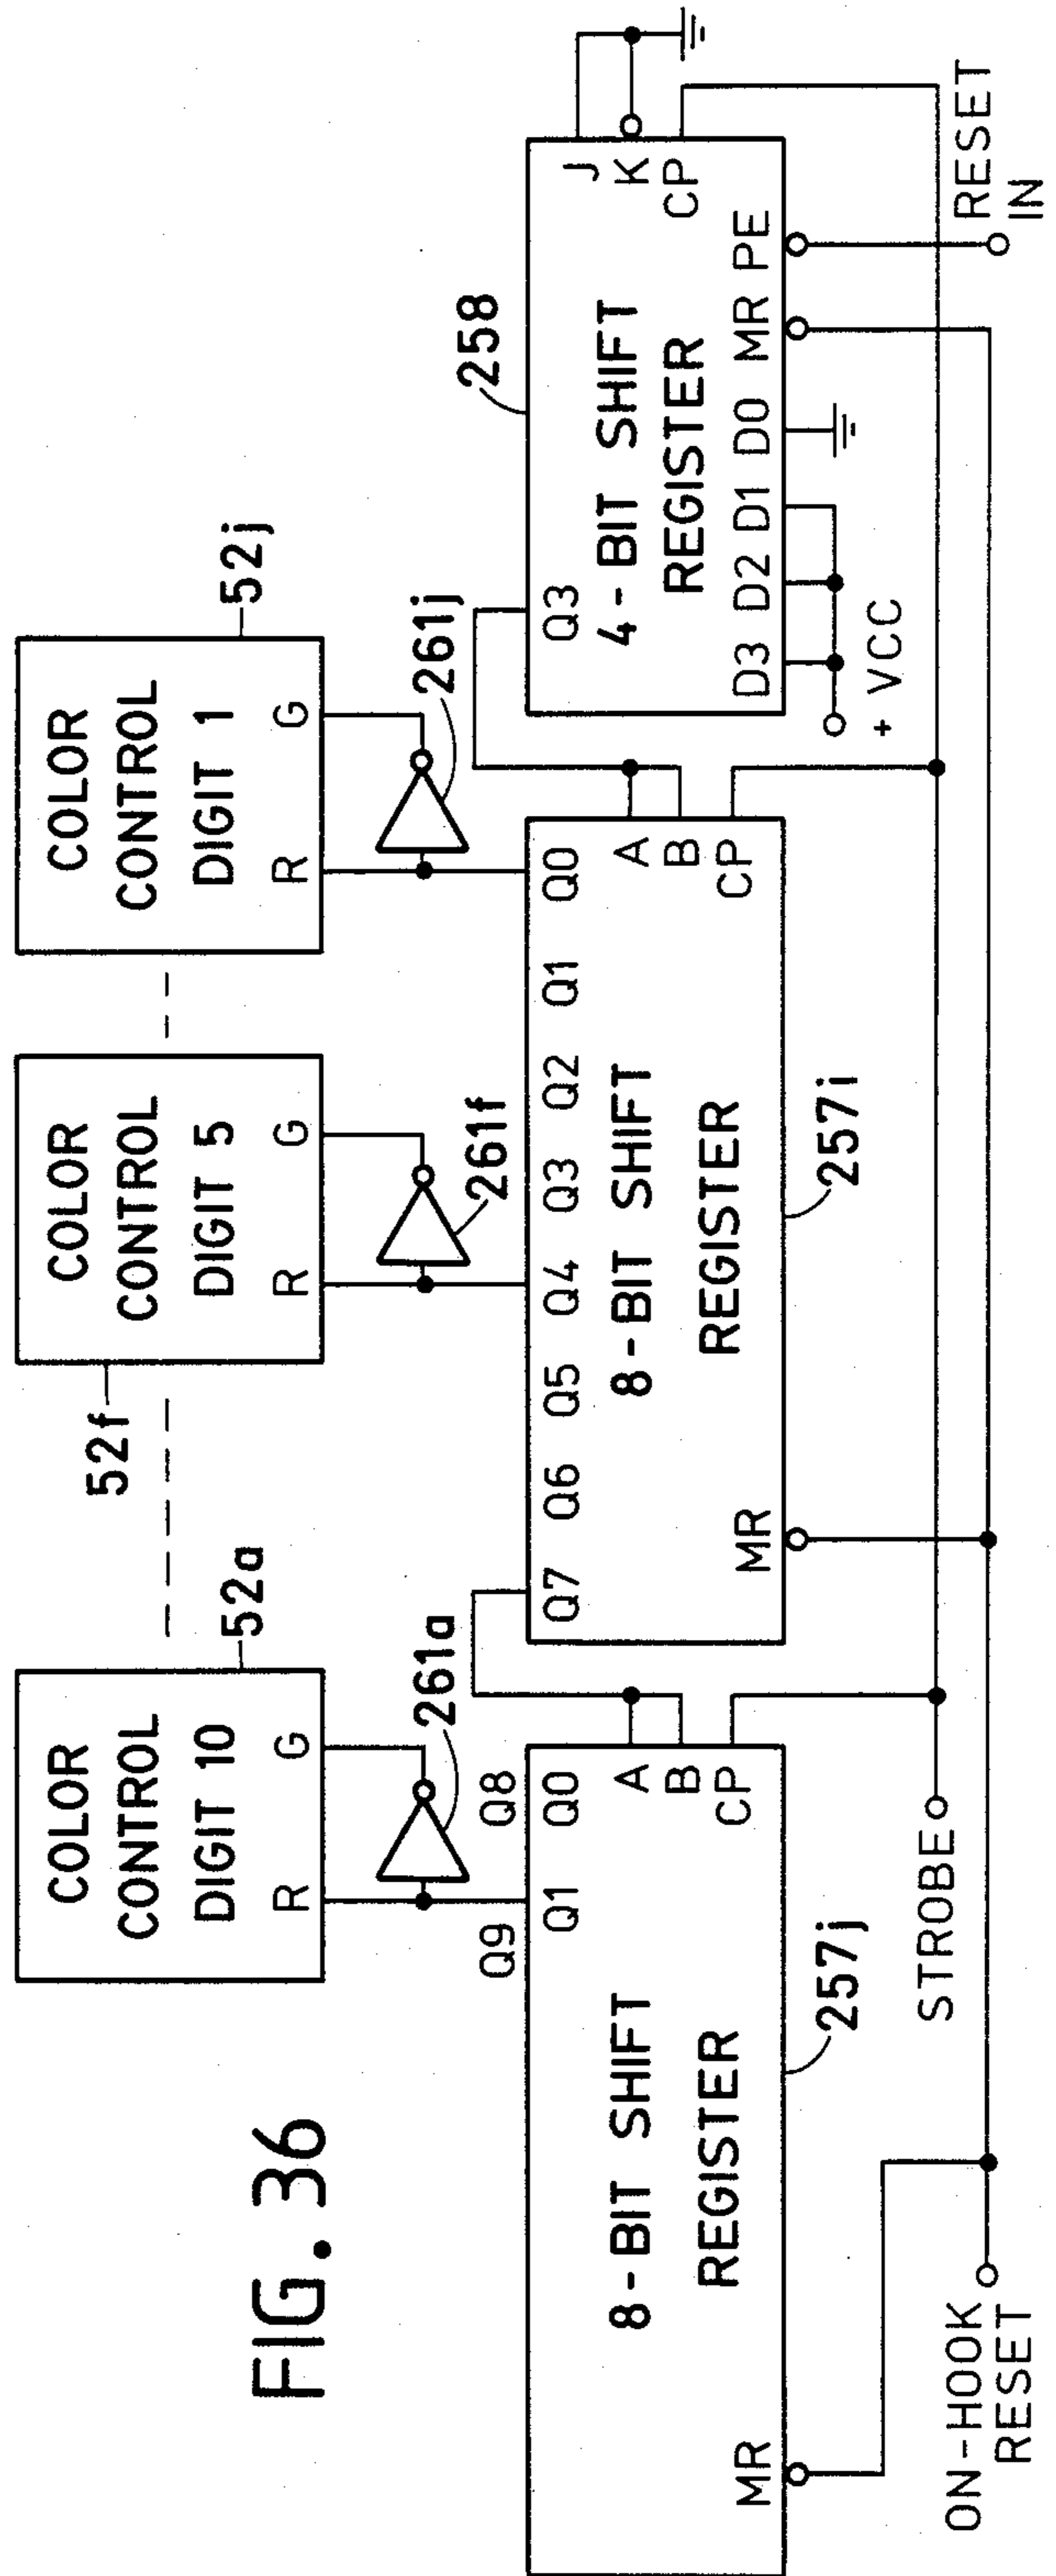 FIG. 36
COLOR
CONTROL
DIGIT 10
R G
52a
261a
COLOR
CONTROL
DIGIT 5
R G
52f
261f
COLOR
CONTROL
DIGIT 1
R G
52j
261j
Q9 Q8
Q1 Q0
A
B
CP
8-BIT SHIFT
REGISTER
MR
257j
Q7 Q6 Q5 Q4 Q3 Q2 Q1 Q0
A
B
CP
8-BIT SHIFT
REGISTER
MR
257i
258
Q3
J
K
CP
4-BIT SHIFT
REGISTER
D3 D2 D1 D0 MR PE
+ VCC
STROBE
ON-HOOK
RESET
RESET
IN